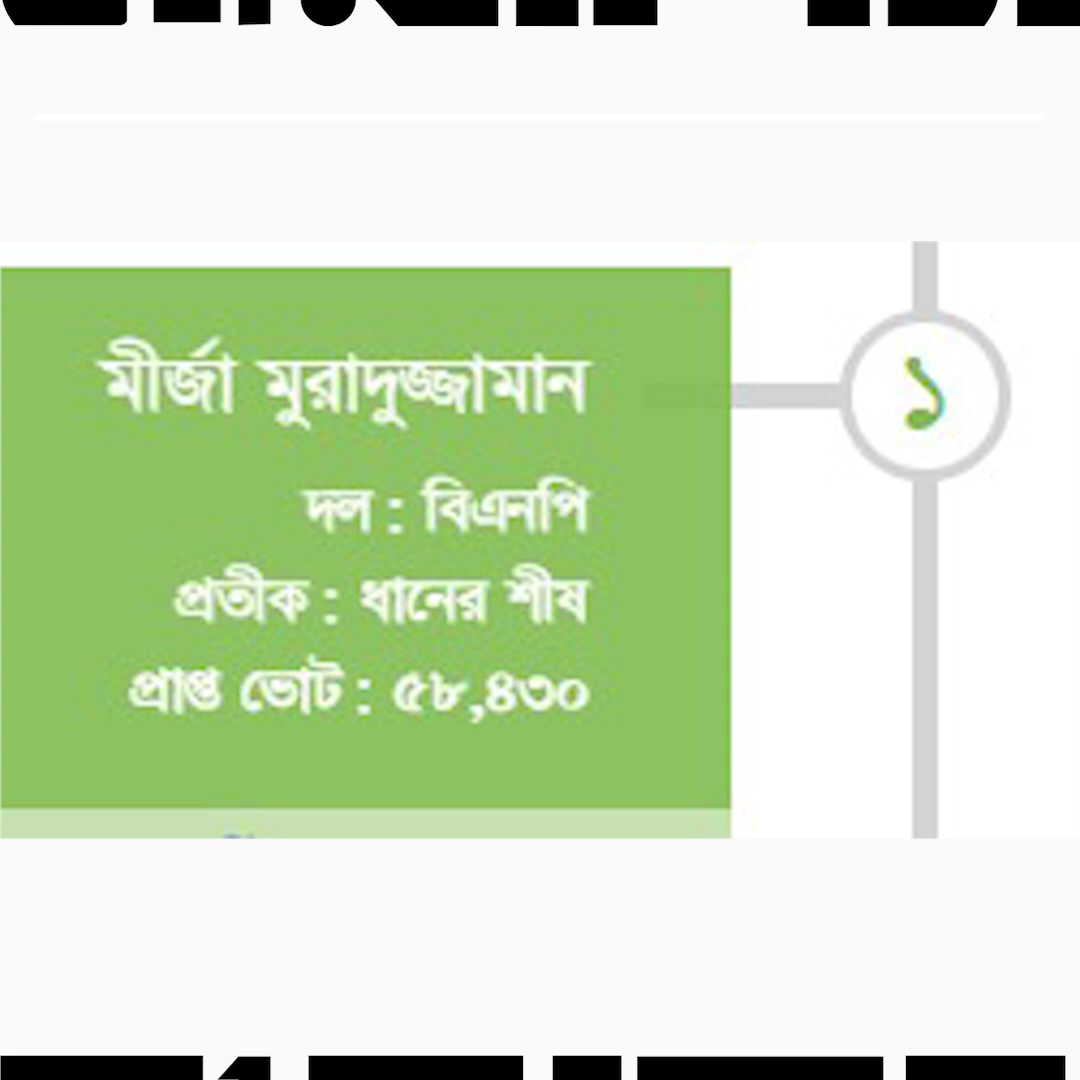 মীর্জা মুরাদুজ্জামান
১
দল : বিএনপি
প্রতীক : ধানের শীষ
প্রাপ্ত ভোট : ৫৮,৪৩০